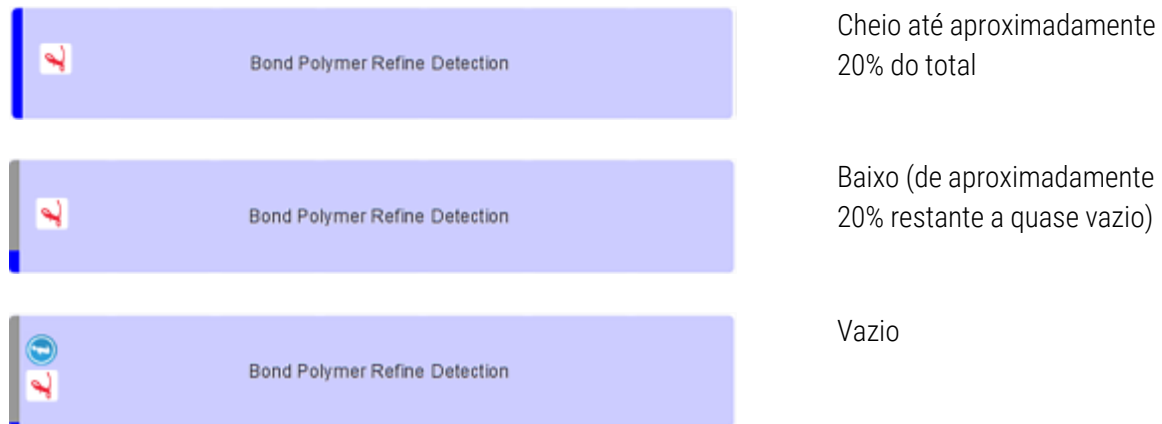 Bond Polymer Refine Detection
Cheio até aproximadamente
20% do total
Bond Polymer Refine Detection
Baixo (de aproximadamente
20% restante a quase vazio)
Bond Polymer Refine Detection
Vazio